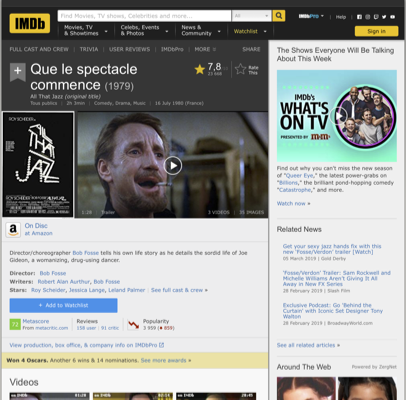 IMDb
Find Movies, TV shows, Celebrities and more...
All
IMDbPro
Help
Movies, TV & Showtimes
Celebs, Events & Photos
News & Community
Watchlist
Sign in
FULL CAST AND CREW | TRIVIA | USER REVIEWS | IMDbPro | MORE
SHARE
Que le spectacle
commence (1979)
All That Jazz (original title)
Tous publics | 2h 3min | Comedy, Drama, Music | 16 July 1980 (France)
7,8
Rate
This
ROY SCHEIDER
ALL
THAT
JAZZ
1:26 | Trailer
3 VIDEOS
35 IMAGES
On Disc
at Amazon
Director/choreographer Bob Fosse tells his own life story as he details the sordid life of Joe
Gideon, a womanizing, drug-using dancer.
Director: Bob Fosse
Writers: Robert Alan Aurthur, Bob Fosse
Stars: Roy Scheider, Jessica Lange, Leland Palmer | See full cast & crew »
+ Add to Watchlist
Metascore
From metacritic.com
Reviews
158 user | 91 critic
Popularity
3 959
View production, box office, & company info on IMDbPro
Won 4 Oscars. Another 6 wins & 14 nominations. See more awards »
Videos
The Shows Everyone Will Be Talking
About This Week
IMDb's
WHAT'S
ON TV
PRESENTED BY
Find out why you can't miss the new season
of "Queer Eye," the latest power-grabs on
"Billions," the brilliant pond-hopping comedy
"Catastrophe," and more.
Watch now »
Related News
Get your sexy jazz hands fix with this
new 'Fosse/Verdon' trailer [Watch]
05 March 2019 | Gold Derby
'Fosse/Verdon' Trailer: Sam Rockwell and
Michelle Williams Aren't Giving It All
Away in New FX Series
28 February 2019 | Slash Film
Exclusive Podcast: Go 'Behind the
Curtain' with Scenic Designer Tony
Walton
28 February 2019 | BroadwayWorld.com
See all related articles »
Around The Web
Powered by ZergNet